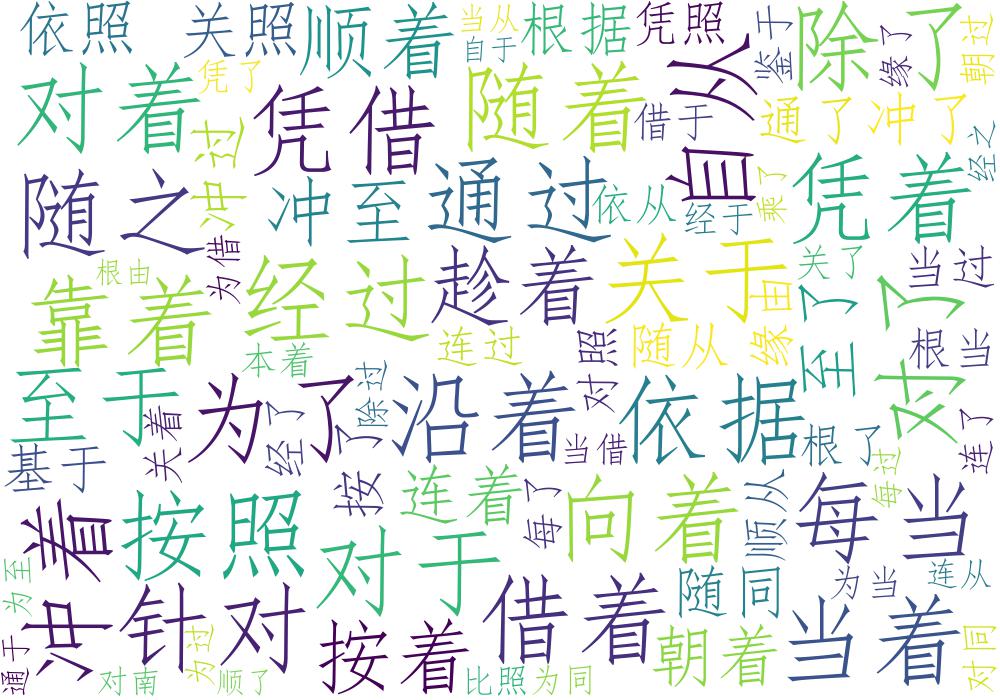 依照
关照
顺着
当从
自于
根据
凭照
自从
鉴于
除了
缘了
朝过
对着
凭了
冲过
凭借
随着
借于
通了
冲了
经之
随之
冲至
通过
依从
经于
乘了
凭着
为借
根由
靠着
经过
趁着
关于
缘由
关了
至了
对了
当过
本着
连过
对照
随从
根当
至于
关着
为了
经了
除过
沿着
当借
依据
根了
连了
基于
按了
连着
每了
向着
顺从
每过
每当
冲着
按照
对于
随同
为当
连从
为至
针对
为过
借着
当着
通于
对南
顺了
按着
比照
为同
朝着
对同